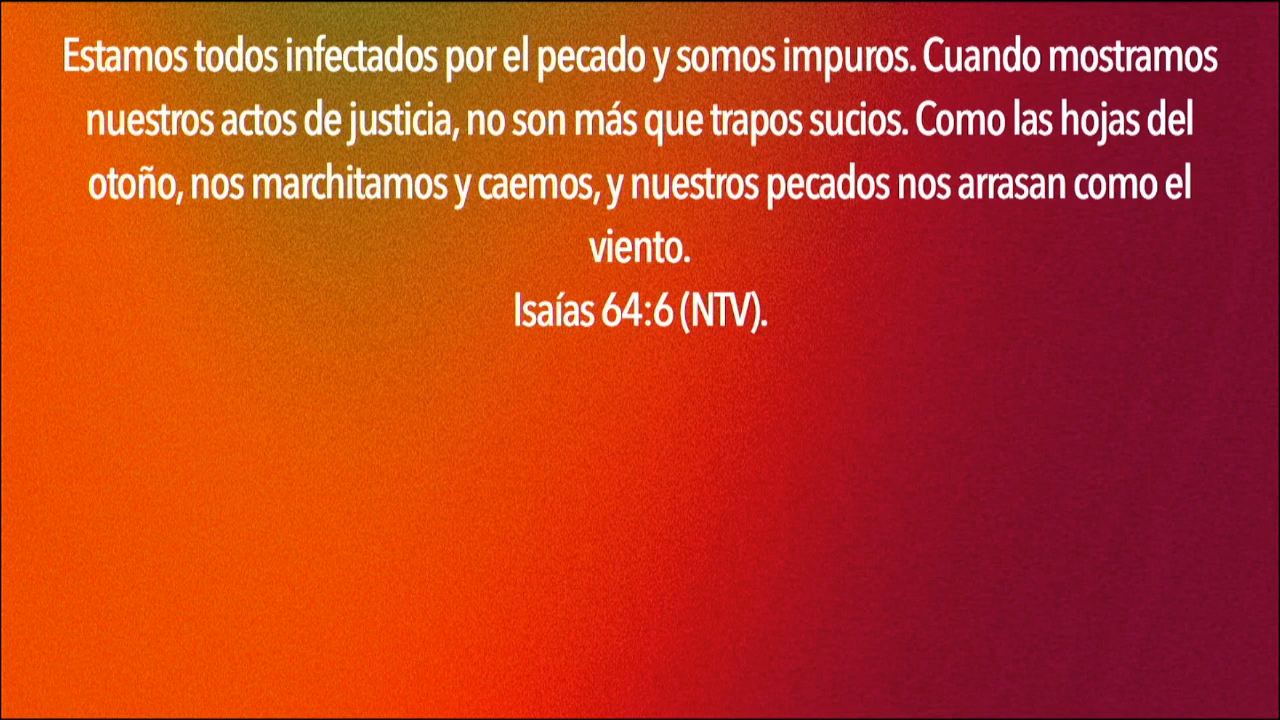 Estamos todos infectados por el pecado y somos impuros. Cuando mostramos
nuestros actos de justicia, no son más que trapos sucios. Como las hojas del
otoño, nos marchitamos y caemos, y nuestros pecados nos arrasan como el
viento.
Isaías 64:6 (NTV).